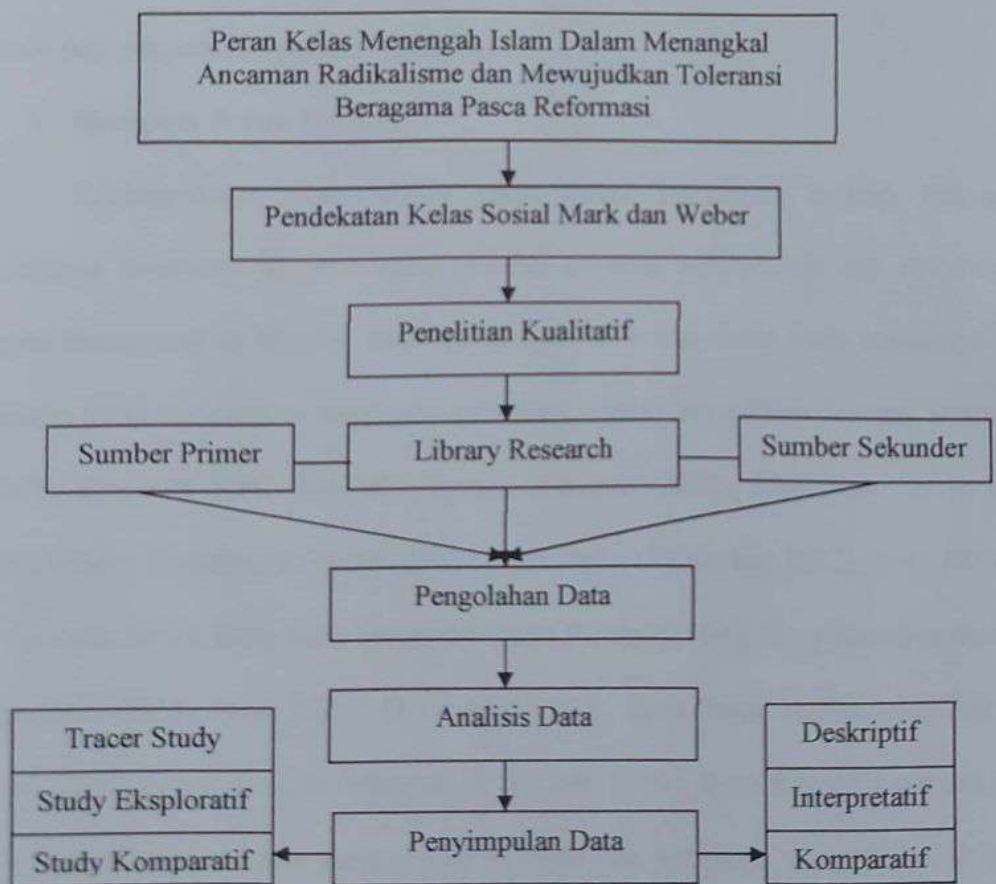 Peran Kelas Menengah Islam Dalam Menangkal
Ancaman Radikalisme dan Mewujudkan Toleransi
Beragama Pasca Reformasi
Pendekatan Kelas Sosial Mark dan Weber
Penelitian Kualitatif
Sumber Primer
Library Research
Sumber Sekunder
Pengolahan Data
Analisis Data
Tracer Study
Study Eksploratif
Study Komparatif
Penyimpulan Data
Deskriptif
Interpretatif
Komparatif